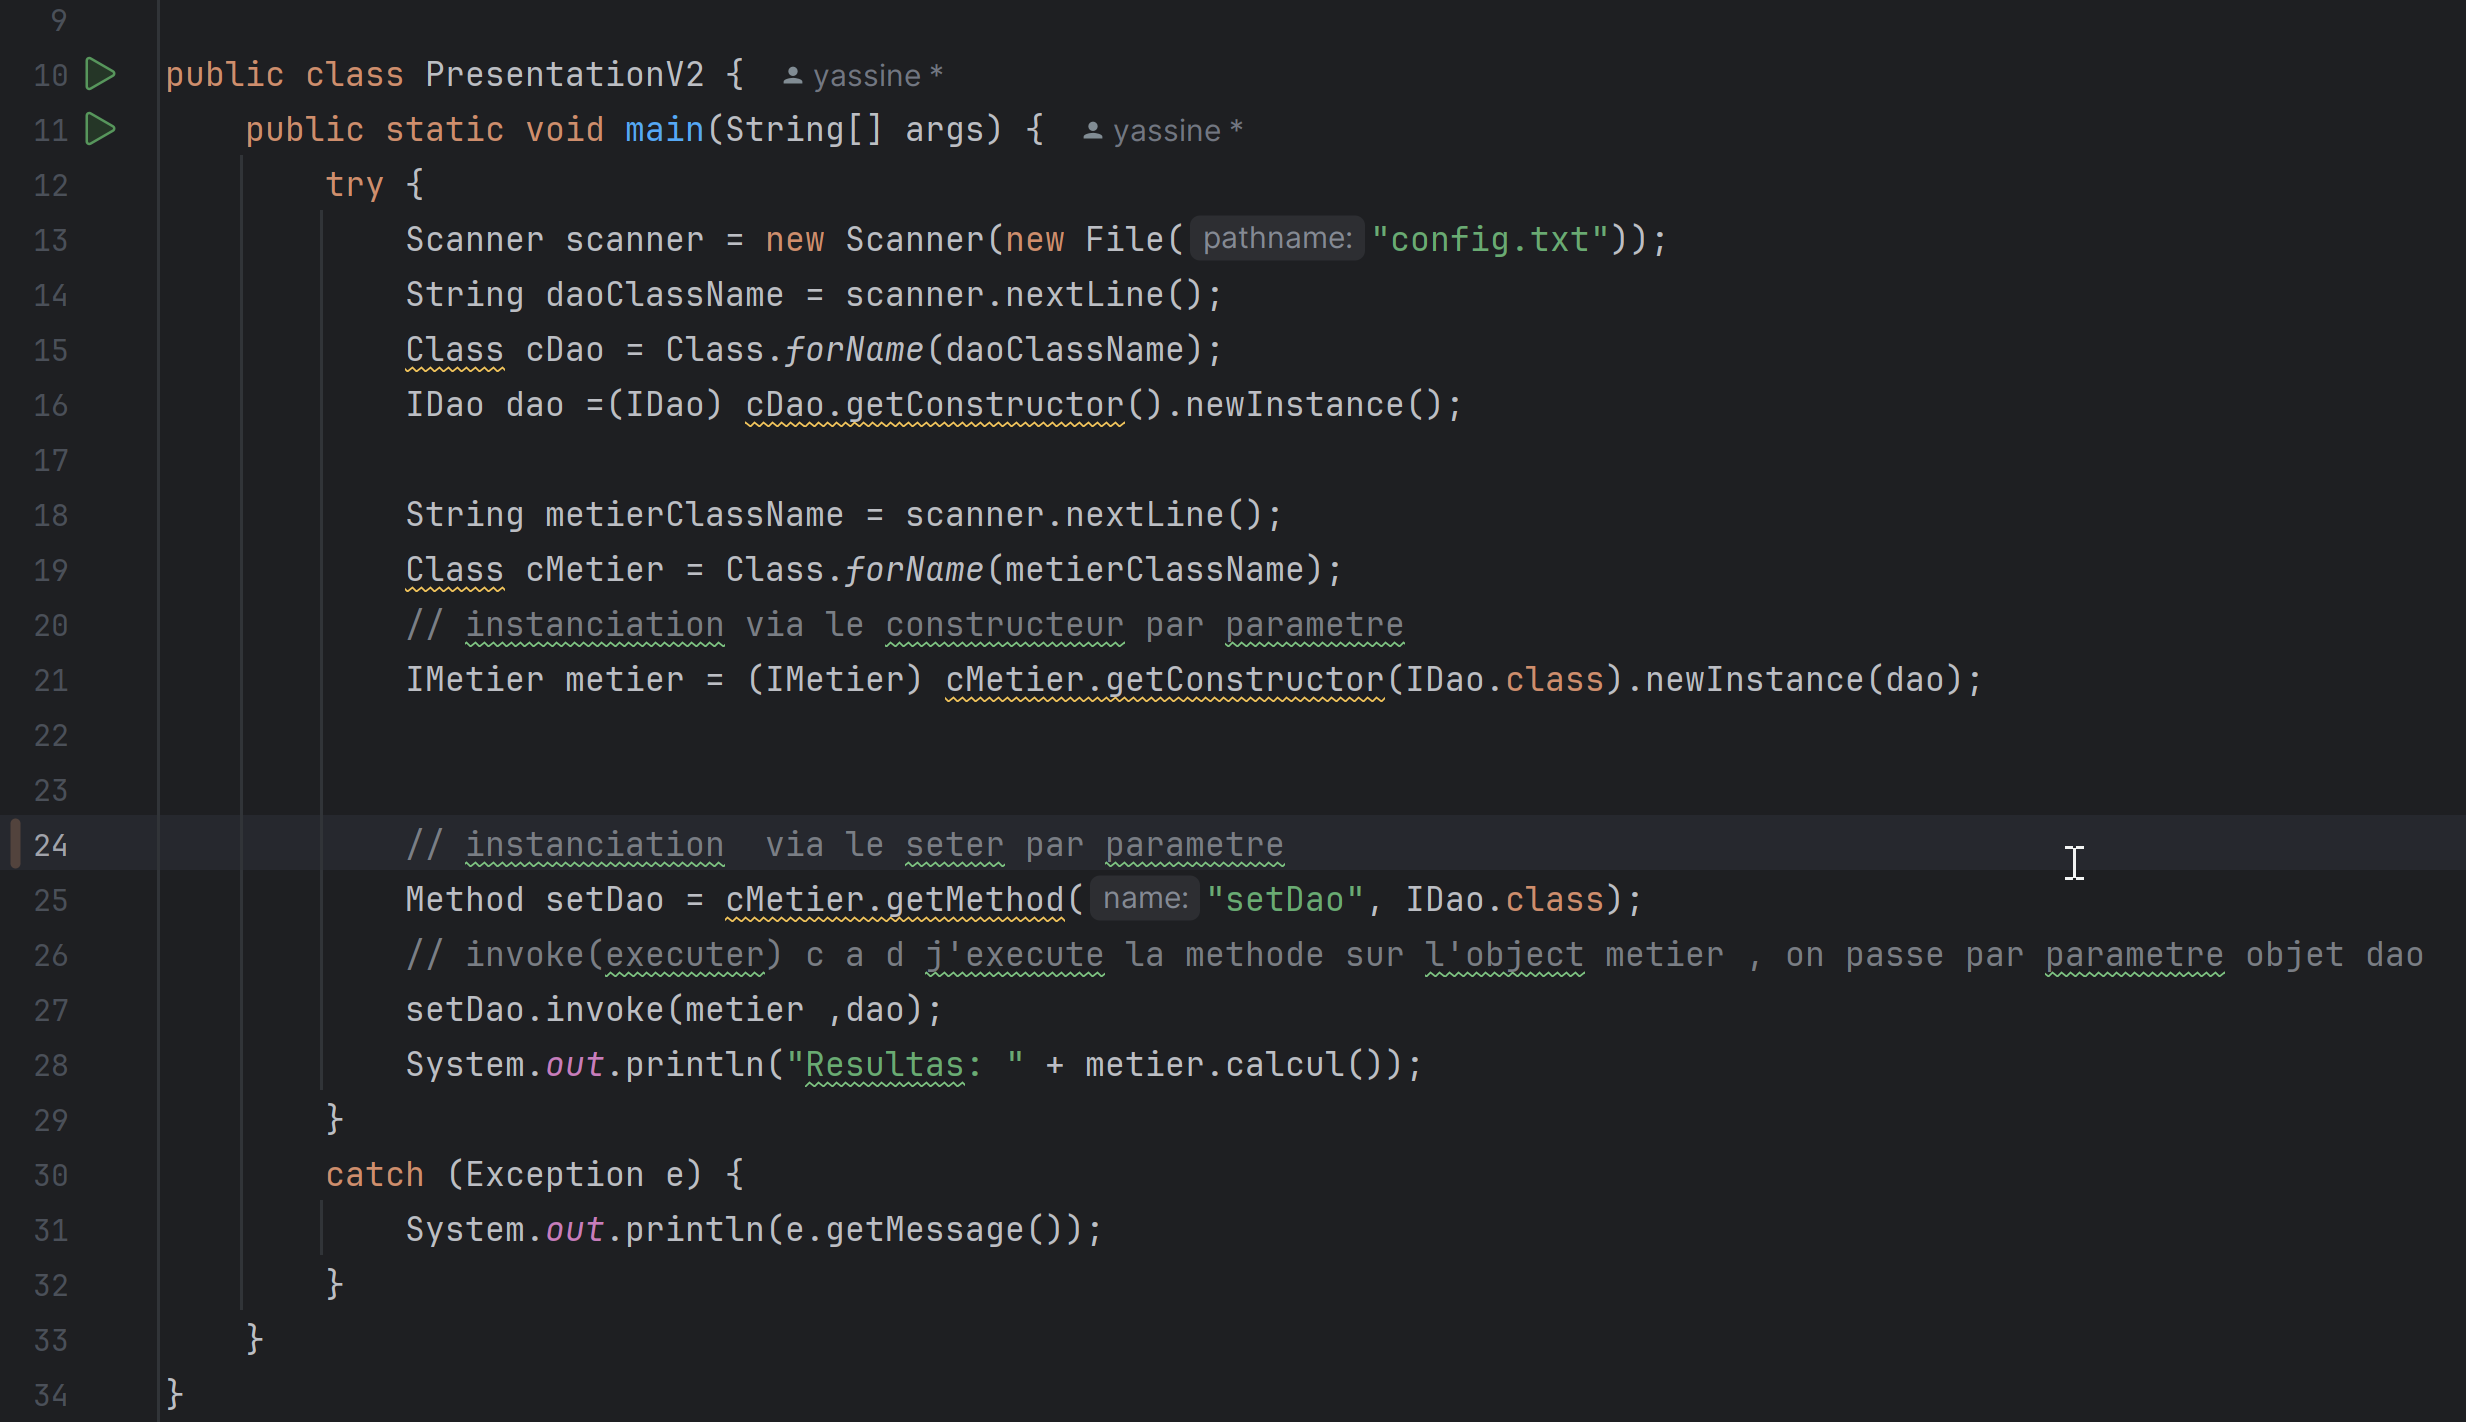 9
10 public class PresentationV2 { yassine *
11 public static void main(String[] args) { yassine *
12 try {
13 Scanner scanner = new Scanner(new File( pathname: "config.txt"));
14 String daoClassName = scanner.nextLine();
15 Class cDao = Class.forName(daoClassName);
16 IDao dao =(IDao) cDao.getConstructor().newInstance();
17
18 String metierClassName = scanner.nextLine();
19 Class cMetier = Class.forName(metierClassName);
20 // instanciation via le constructeur par parametre
21 IMetier metier = (IMetier) cMetier.getConstructor(IDao.class).newInstance(dao);
22
23
24 // instanciation  via le seter par parametre
25 Method setDao = cMetier.getMethod( name: "setDao", IDao.class);
26 // invoke(executer) c a d j'execute la methode sur l'object metier , on passe par parametre objet dao
27 setDao.invoke(metier ,dao);
28 System.out.println("Resultas: " + metier.calcul());
29 }
30 catch (Exception e) {
31 System.out.println(e.getMessage());
32 }
33 }
34 }